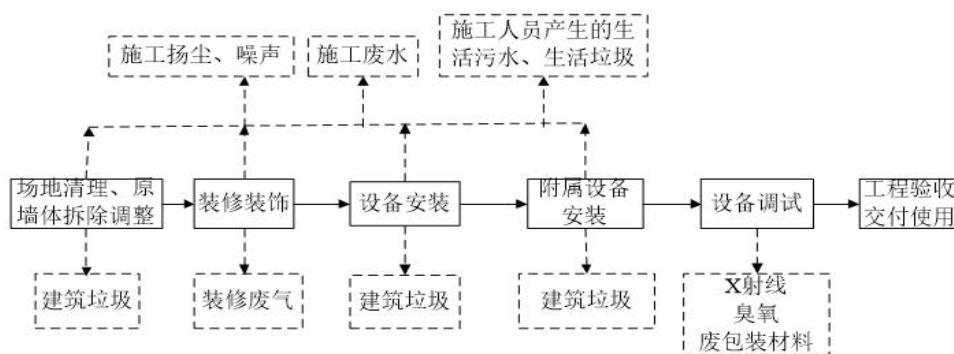 施工扬尘、噪声
施工废水
施工人员产生的生
活污水、生活垃圾
场地清理、原
墙体拆除调整
装修装饰
设备安装
附属设备
安装
设备调试
工程验收
交付使用
建筑垃圾
装修废气
建筑垃圾
建筑垃圾
X射线
臭氧
废包装材料